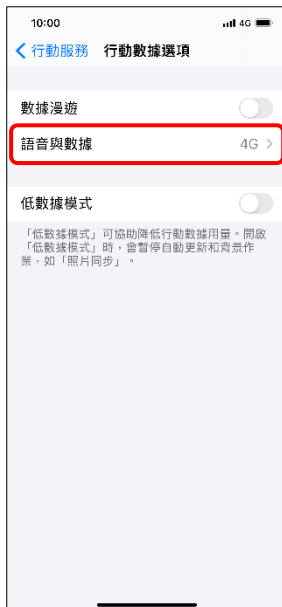 10:00 4G
行動服務 行動數據選項
數據漫遊
語音與數據 4G
低數據模式
「低數據模式」可協助降低行動數據用量。開啟
「低數據模式」時，會暫停自動更新和背景作
業，如「照片同步」。